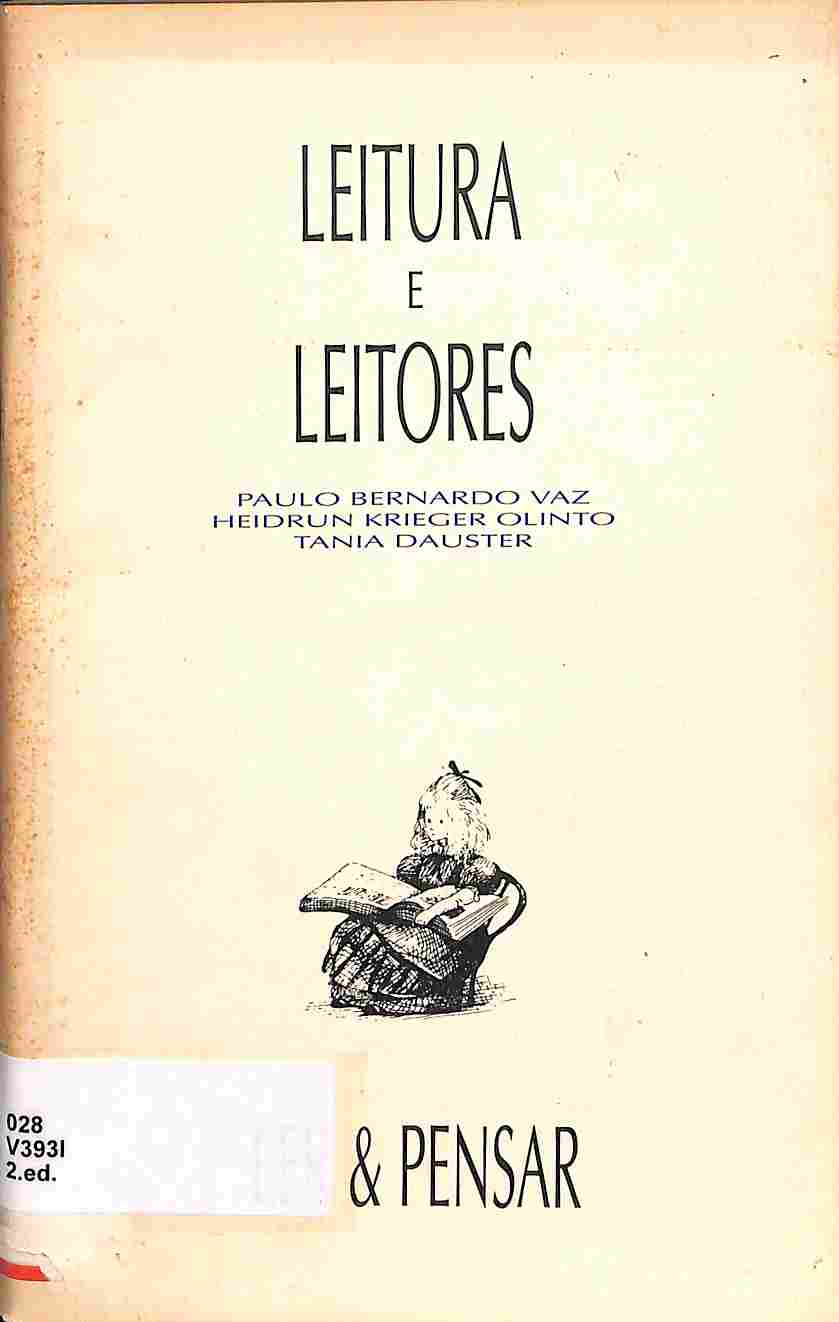 LEITURA
E
LEITORES
PAULO BERNARDO VAZ
HEIDRUN KRIEGER OLINTO
TANIA DAUSTER
028
V393l
2.ed.
& PENSAR